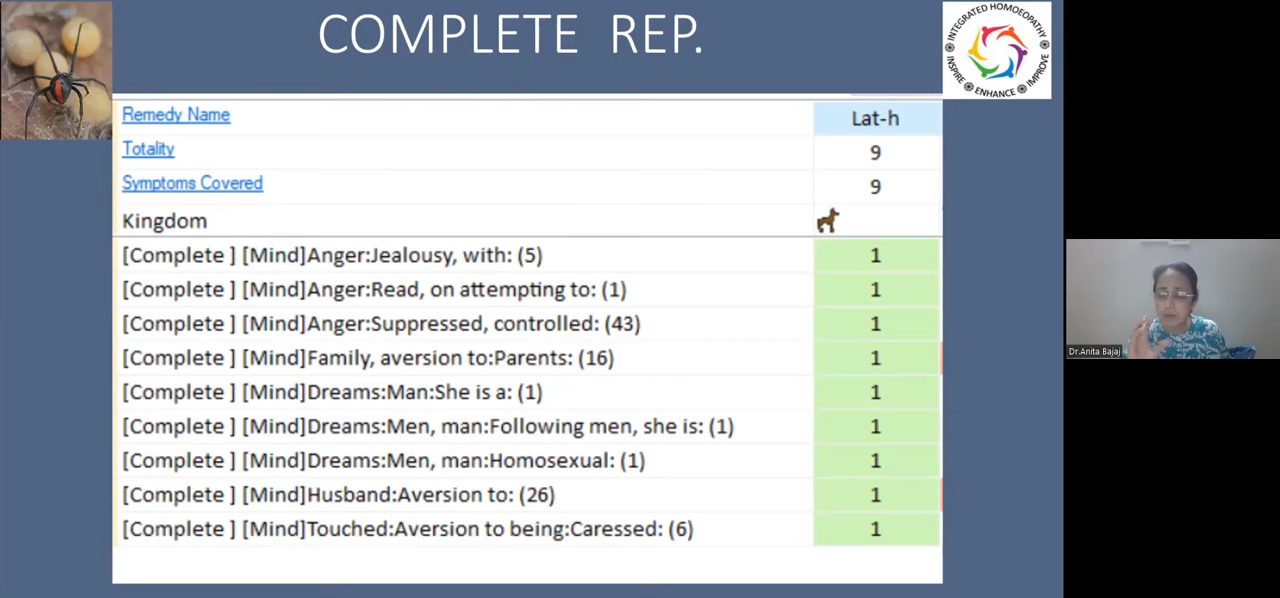 COMPLETE REP.
INTEGRATED HOMOEOPATHY
INSPIRE ENHANCE IMPROVE
Remedy Name Lat-h
Totality 9
Symptoms Covered 9
Kingdom
[Complete ] [Mind]Anger:Jealousy, with: (5) 1
[Complete ] [Mind]Anger:Read, on attempting to: (1) 1
[Complete ] [Mind]Anger:Suppressed, controlled: (43) 1
[Complete ] [Mind]Family, aversion to:Parents: (16) 1
[Complete ] [Mind]Dreams:Man:She is a: (1) 1
[Complete ] [Mind]Dreams:Men, man:Following men, she is: (1) 1
[Complete ] [Mind]Dreams:Men, man:Homosexual: (1) 1
[Complete ] [Mind]Husband:Aversion to: (26) 1
[Complete ] [Mind]Touched:Aversion to being:Caressed: (6) 1
Dr.Anita Bajaj